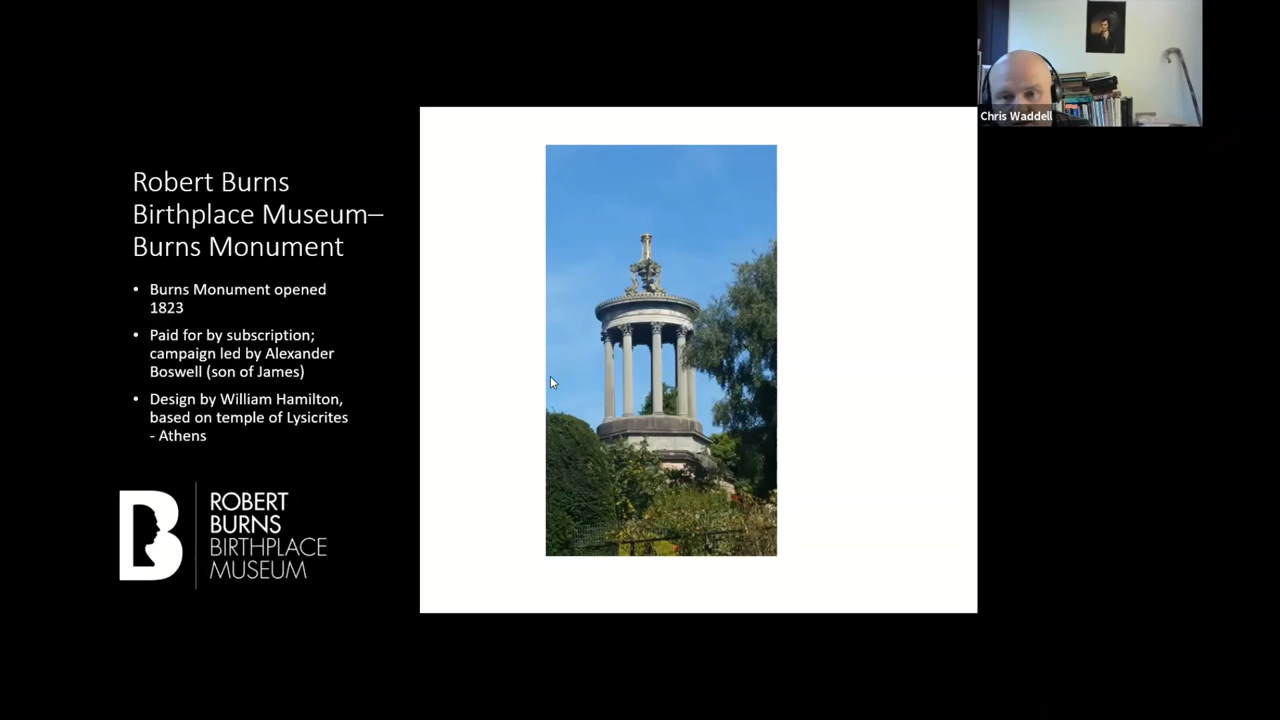 Robert Burns
Birthplace Museum–
Burns Monument
• Burns Monument opened
1823
• Paid for by subscription;
campaign led by Alexander
Boswell (son of James)
• Design by William Hamilton,
based on temple of Lysicrites
- Athens
B
ROBERT
BURNS
BIRTHPLACE
MUSEUM
Chris Waddell